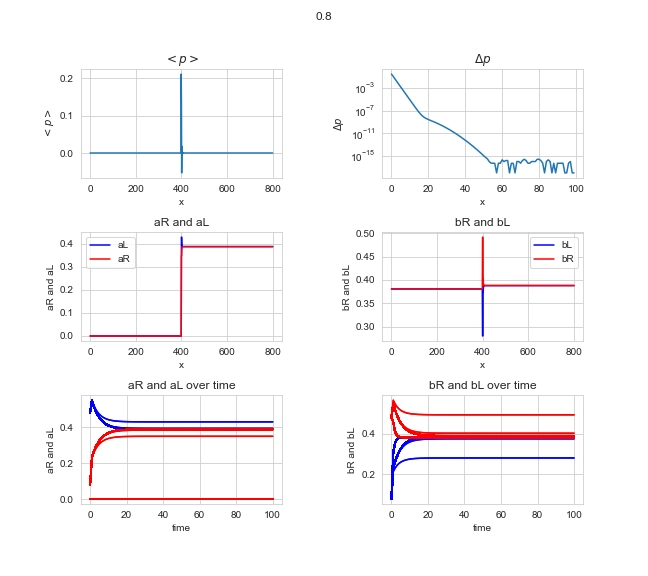 0.8
< p >
Δp
0.2
0.1
0.0
< p >
0 200 400 600 800
x
10⁻³
10⁻⁷
10⁻¹¹
10⁻¹⁵
Δp
0 20 40 60 80 100
x
aR and aL
bR and bL
0.4
0.3
0.2
0.1
0.0
aR and aL
aL
aR
0 200 400 600 800
x
0.50
0.45
0.40
0.35
0.30
bR and bL
bL
bR
0 200 400 600 800
x
aR and aL over time
bR and bL over time
0.4
0.2
0.0
aR and aL
0 20 40 60 80 100
time
0.4
0.2
bR and bL
0 20 40 60 80 100
time